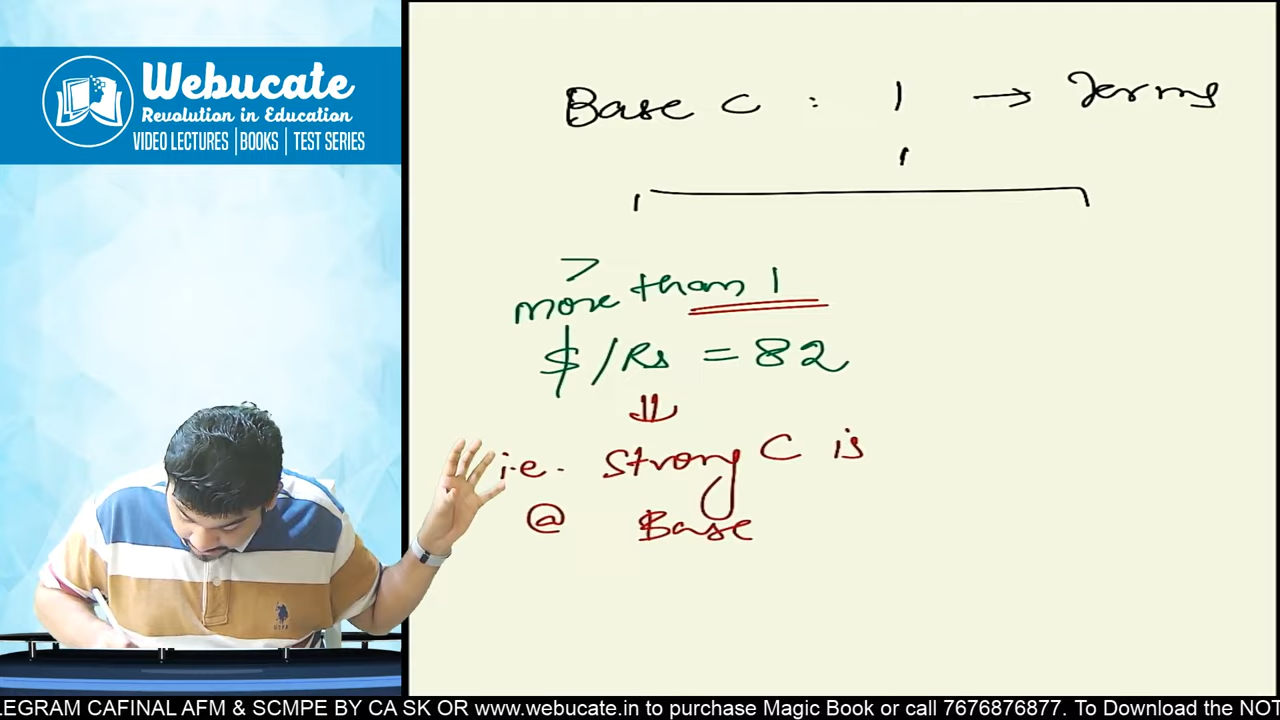 Webucate
Revolution in Education
VIDEO LECTURES | BOOKS | TEST SERIES
Base C : 1 → Terms
>
more than 1
$/Rs = 82
⇓
i.e. Strong C is
@ Base
LEGRAM CAFINAL AFM & SCMPE BY CA SK OR www.webucate.in to purchase Magic Book or call 7676876877. To Download the NOT